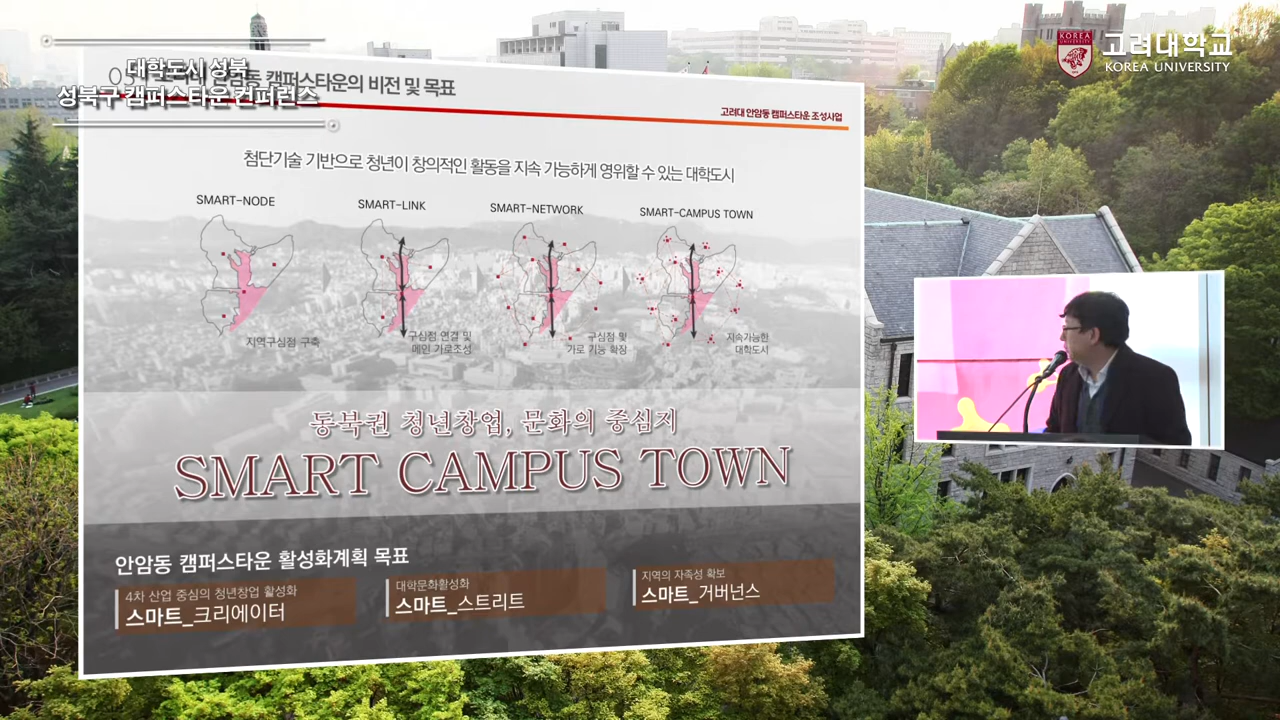 대학도시 성북
성북구 캠퍼스타운 컨퍼런스
고려대학교
KOREA UNIVERSITY
KOREA
캠퍼스타운의 비전 및 목표
고려대 안암동 캠퍼스타운 조성사업
첨단기술 기반으로 청년이 창의적인 활동을 지속 가능하게 영위할 수 있는 대학도시
SMART-NODE
SMART-LINK
SMART-NETWORK
SMART-CAMPUS TOWN
지역구심점 구축
구심점 연결 및
메인 가로조성
구심점 및
가로 기능 확장
지속가능한
대학도시
동북권 청년창업, 문화의 중심지
SMART CAMPUS TOWN
안암동 캠퍼스타운 활성화계획 목표
4차 산업 중심의 청년창업 활성화
스마트_크리에이터
대학문화활성화
스마트_스트리트
지역의 자족성 확보
스마트_거버넌스